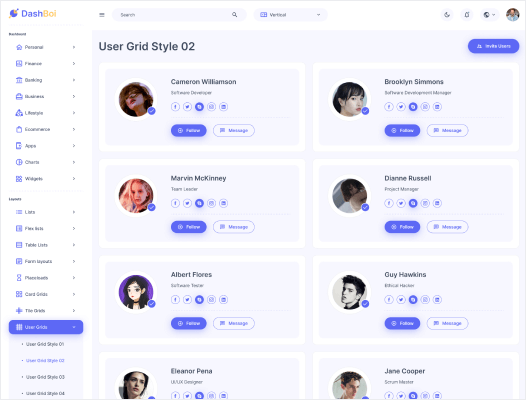 DashBoi
Search
Vertical
Dashboard
Personal
Finance
Banking
Business
Lifestyle
Ecommerce
Apps
Charts
Widgets
Layouts
Lists
Flex lists
Table Lists
Form layouts
Placeloads
Card Grids
Tile Grids
User Grids
User Grid Style 01
User Grid Style 02
User Grid Style 03
User Grid Style 04
User Grid Style 02
Invite Users
Cameron Williamson
Software Developer
Follow
Message
Brooklyn Simmons
Software Development Manager
Follow
Message
Marvin McKinney
Team Leader
Follow
Message
Dianne Russell
Project Manager
Follow
Message
Albert Flores
Software Tester
Follow
Message
Guy Hawkins
Ethical Hacker
Follow
Message
Eleanor Pena
UI/UX Designer
Jane Cooper
Scrum Master